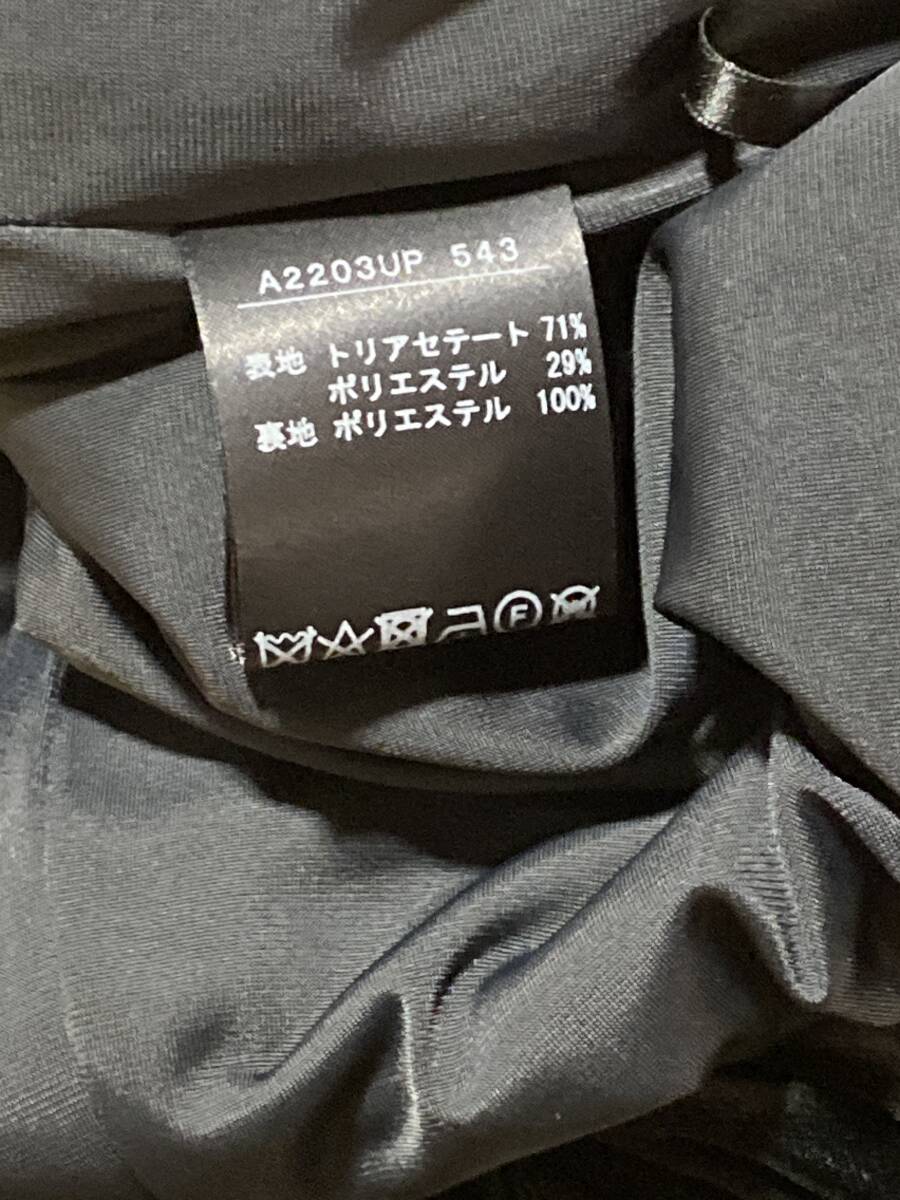 A2203UP 543
表地 トリアセテート 71%
ポリエステル 29%
裏地 ポリエステル 100%
F